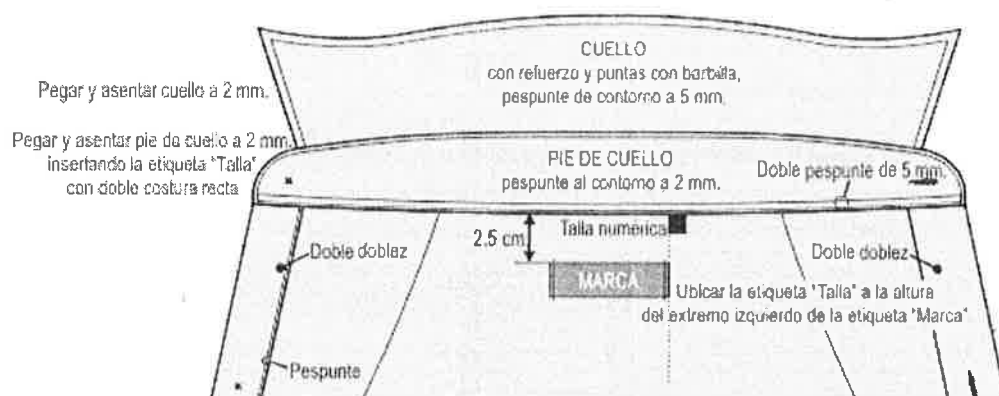 CUELLO
con refuerzo y puntas con barbilla,
pespunte de contorno a 5 mm.
Pegar y asentar cuello a 2 mm.
Pegar y asentar pie de cuello a 2 mm.
insertando la etiqueta "Talla"
con doble costura recta
PIE DE CUELLO
pespunte al contorno a 2 mm.
Doble pespunte de 5 mm.
2.5 cm
Talla numérica
MARCA
Doble doblez
Doble doblez
Ubicar la etiqueta "Talla" a la altura
del extremo izquierdo de la etiqueta "Marca".
Pespunte